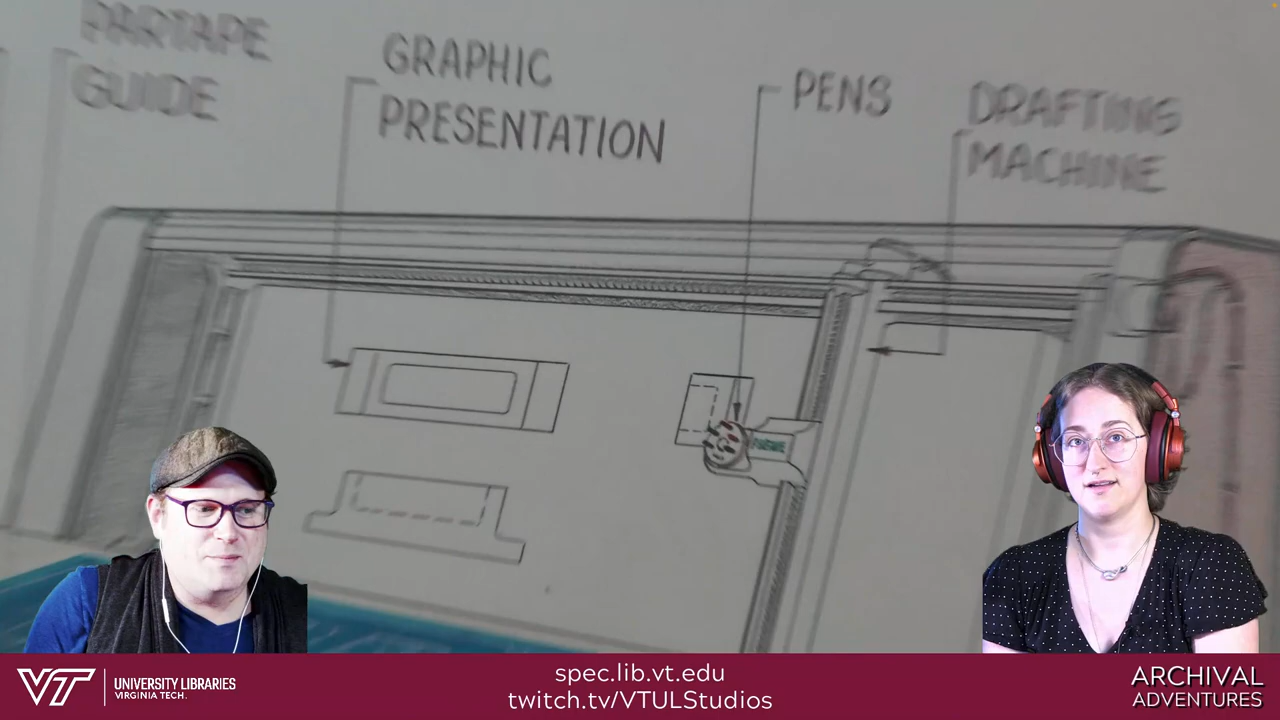 PARTAPE
GUIDE
GRAPHIC
PRESENTATION
PENS
DRAFTING
MACHINE
VT
UNIVERSITY LIBRARIES
VIRGINIA TECH.
spec.lib.vt.edu
twitch.tv/VTULStudios
ARCHIVAL
ADVENTURES